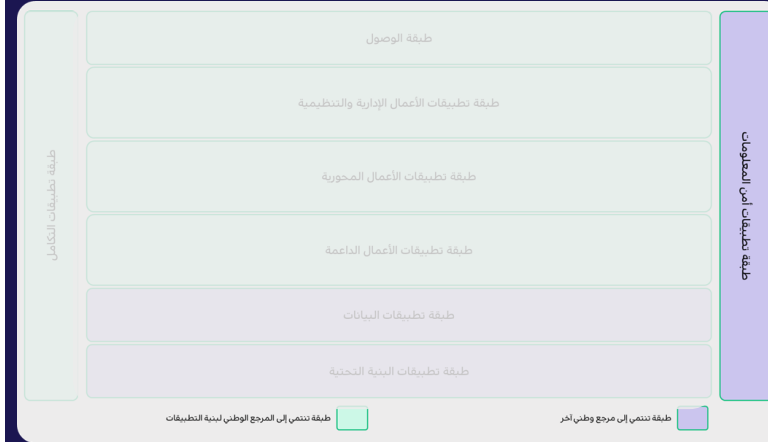 طبقة تطبيقات أمن المعلومات
طبقة الوصول
طبقة تطبيقات الأعمال الإدارية والتنظيمية
طبقة تطبيقات الأعمال المحورية
طبقة تطبيقات الأعمال الداعمة
طبقة تطبيقات البيانات
طبقة تطبيقات البنية التحتية
طبقة تطبيقات التكامل
طبقة تنتمي إلى مرجع وطني آخر
طبقة تنتمي إلى المرجع الوطني لبنية التطبيقات